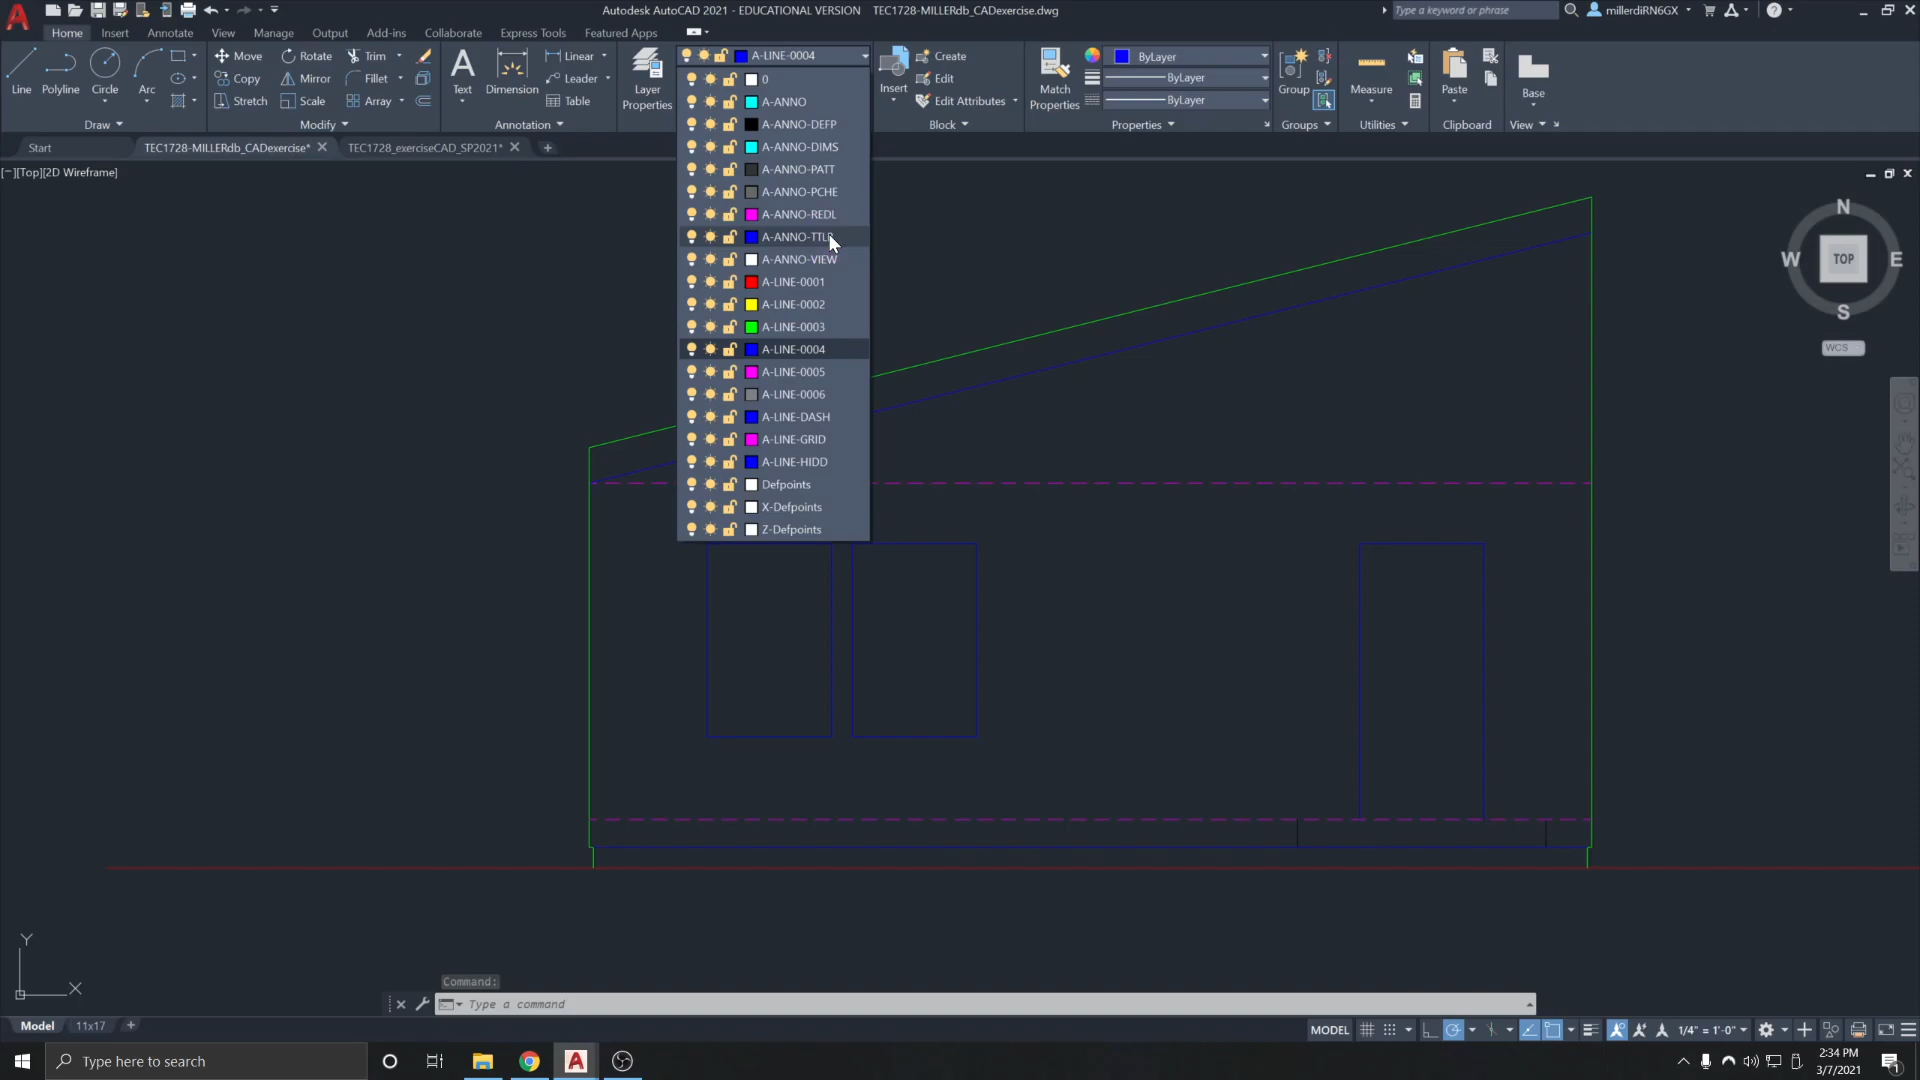 Autodesk AutoCAD 2021 - EDUCATIONAL VERSION TEC1728-MILLERdb_CADexercise.dwg
Type a keyword or phrase
millerdiRN6GX
Home Insert Annotate View Manage Output Add-ins Collaborate Express Tools Featured Apps
Line Polyline Circle Arc
Draw
Move Rotate Trim
Copy Mirror Fillet
Stretch Scale Array
Modify
Text Dimension
Linear
Leader
Table
Annotation
Layer Properties
A-LINE-0004
0
A-ANNO
A-ANNO-DEFP
A-ANNO-DIMS
A-ANNO-PATT
A-ANNO-PCHE
A-ANNO-REDL
A-ANNO-VIEW
A-LINE-0001
A-LINE-0002
A-LINE-0003
A-LINE-0004
A-LINE-0005
A-LINE-0006
A-LINE-DASH
A-LINE-GRID
A-LINE-HIDD
Defpoints
X-Defpoints
Z-Defpoints
Insert
Create
Edit
Edit Attributes
Block
Match Properties
ByLayer
ByLayer
ByLayer
Properties
Group
Groups
Measure
Utilities
Paste
Clipboard
Base
View
Start TEC1728-MILLERdb_CADexercise* TEC1728_exerciseCAD_SP2021*
[−][Top][2D Wireframe]
N
W TOP E
S
WCS
Y
X
Command:
Type a command
Model 11x17
MODEL 1/4" = 1'-0"
Type here to search
2:34 PM
3/7/2021
1